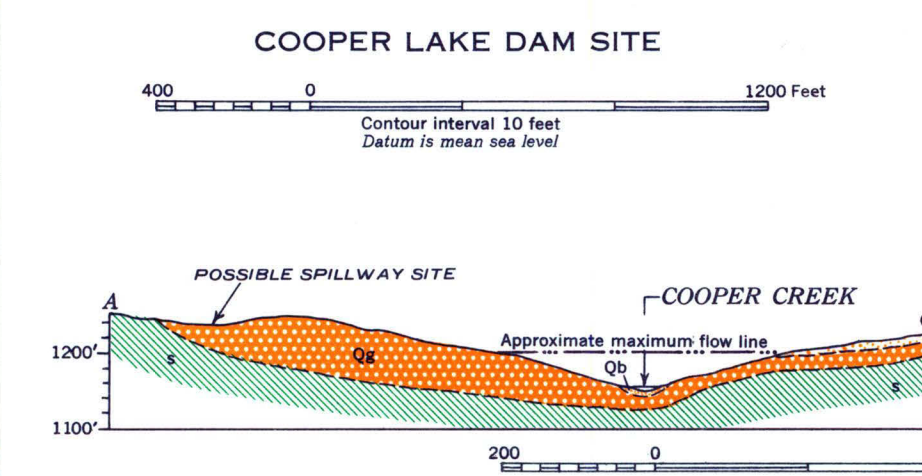 COOPER LAKE DAM SITE
400 0 1200 Feet
Contour interval 10 feet
Datum is mean sea level
POSSIBLE SPILLWAY SITE
A
COOPER CREEK
Approximate maximum flow line
1200'
s
Qg
Qb
s
1100'
200 0